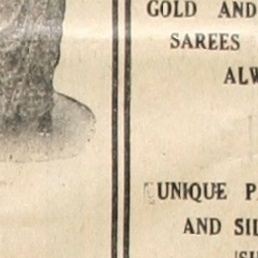 GOLD AND
SAREES
ALW
UNIQUE P
AND SIL